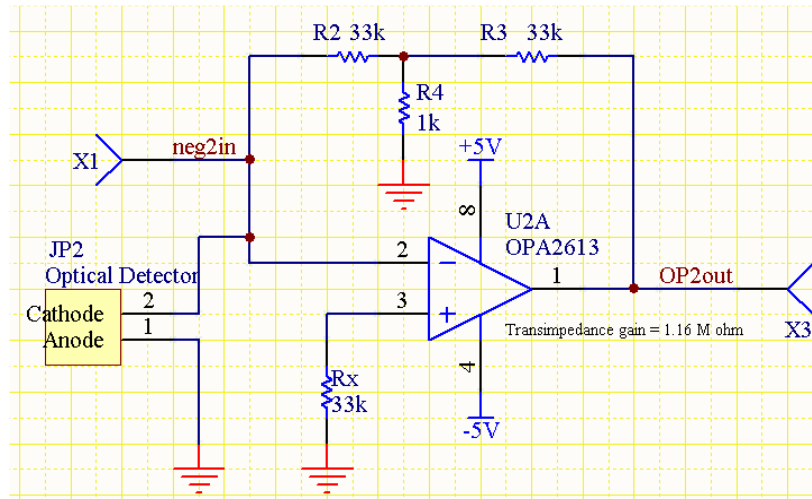 R2 33k
R3 33k
R4
1k
neg2in
X1
+5V
8
U2A
OPA2613
JP2
Optical Detector
2
1
OP2out
Cathode 2
3
Anode 1
Transimpedance gain = 1.16 M ohm
X3
4
Rx
33k
-5V